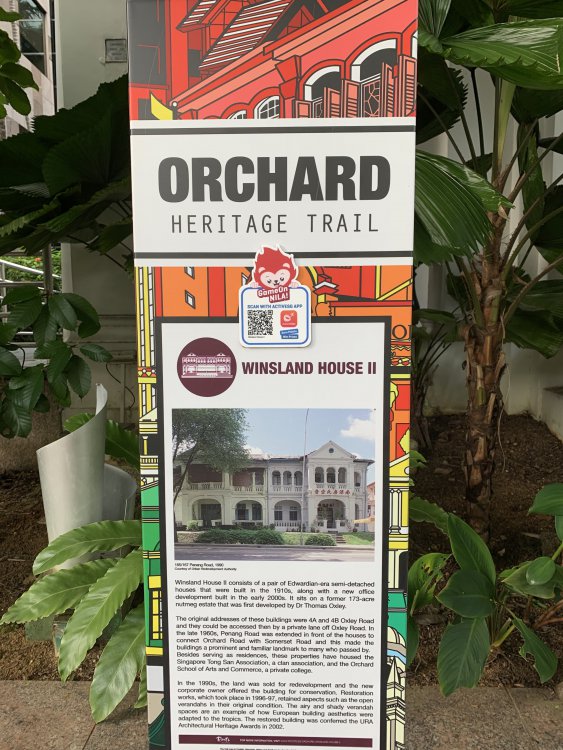 ORCHARD
HERITAGE TRAIL
GameOn
NILA!
SCAN WITH ACTIVESG APP
WINSLAND HOUSE II
165/167 Penang Road, 1990
Courtesy of Urban Redevelopment Authority
Winsland House II consists of a pair of Edwardian-era semi-detached
houses that were built in the 1910s, along with a new office
development built in the early 2000s. It sits on a former 173-acre
nutmeg estate that was first developed by Dr Thomas Oxley.
The original addresses of these buildings were 4A and 4B Oxley Road
and they could be accessed then by a private lane off Oxley Road. In
the late 1960s, Penang Road was extended in front of the houses to
connect Orchard Road with Somerset Road and this made the
buildings a prominent and familiar landmark to many who passed by.
Besides serving as residences, these properties have housed the
Singapore Tong San Association, a clan association, and the Orchard
School of Arts and Commerce, a private college.
In the 1990s, the land was sold for redevelopment and the new
corporate owner offered the building for conservation. Restoration
works, which took place in 1996-97, retained aspects such as the open
verandahs in their original condition. The airy and shady verandah
spaces are an example of how European building aesthetics were
adapted to the tropics. The restored building was conferred the URA
Architectural Heritage Awards in 2002.